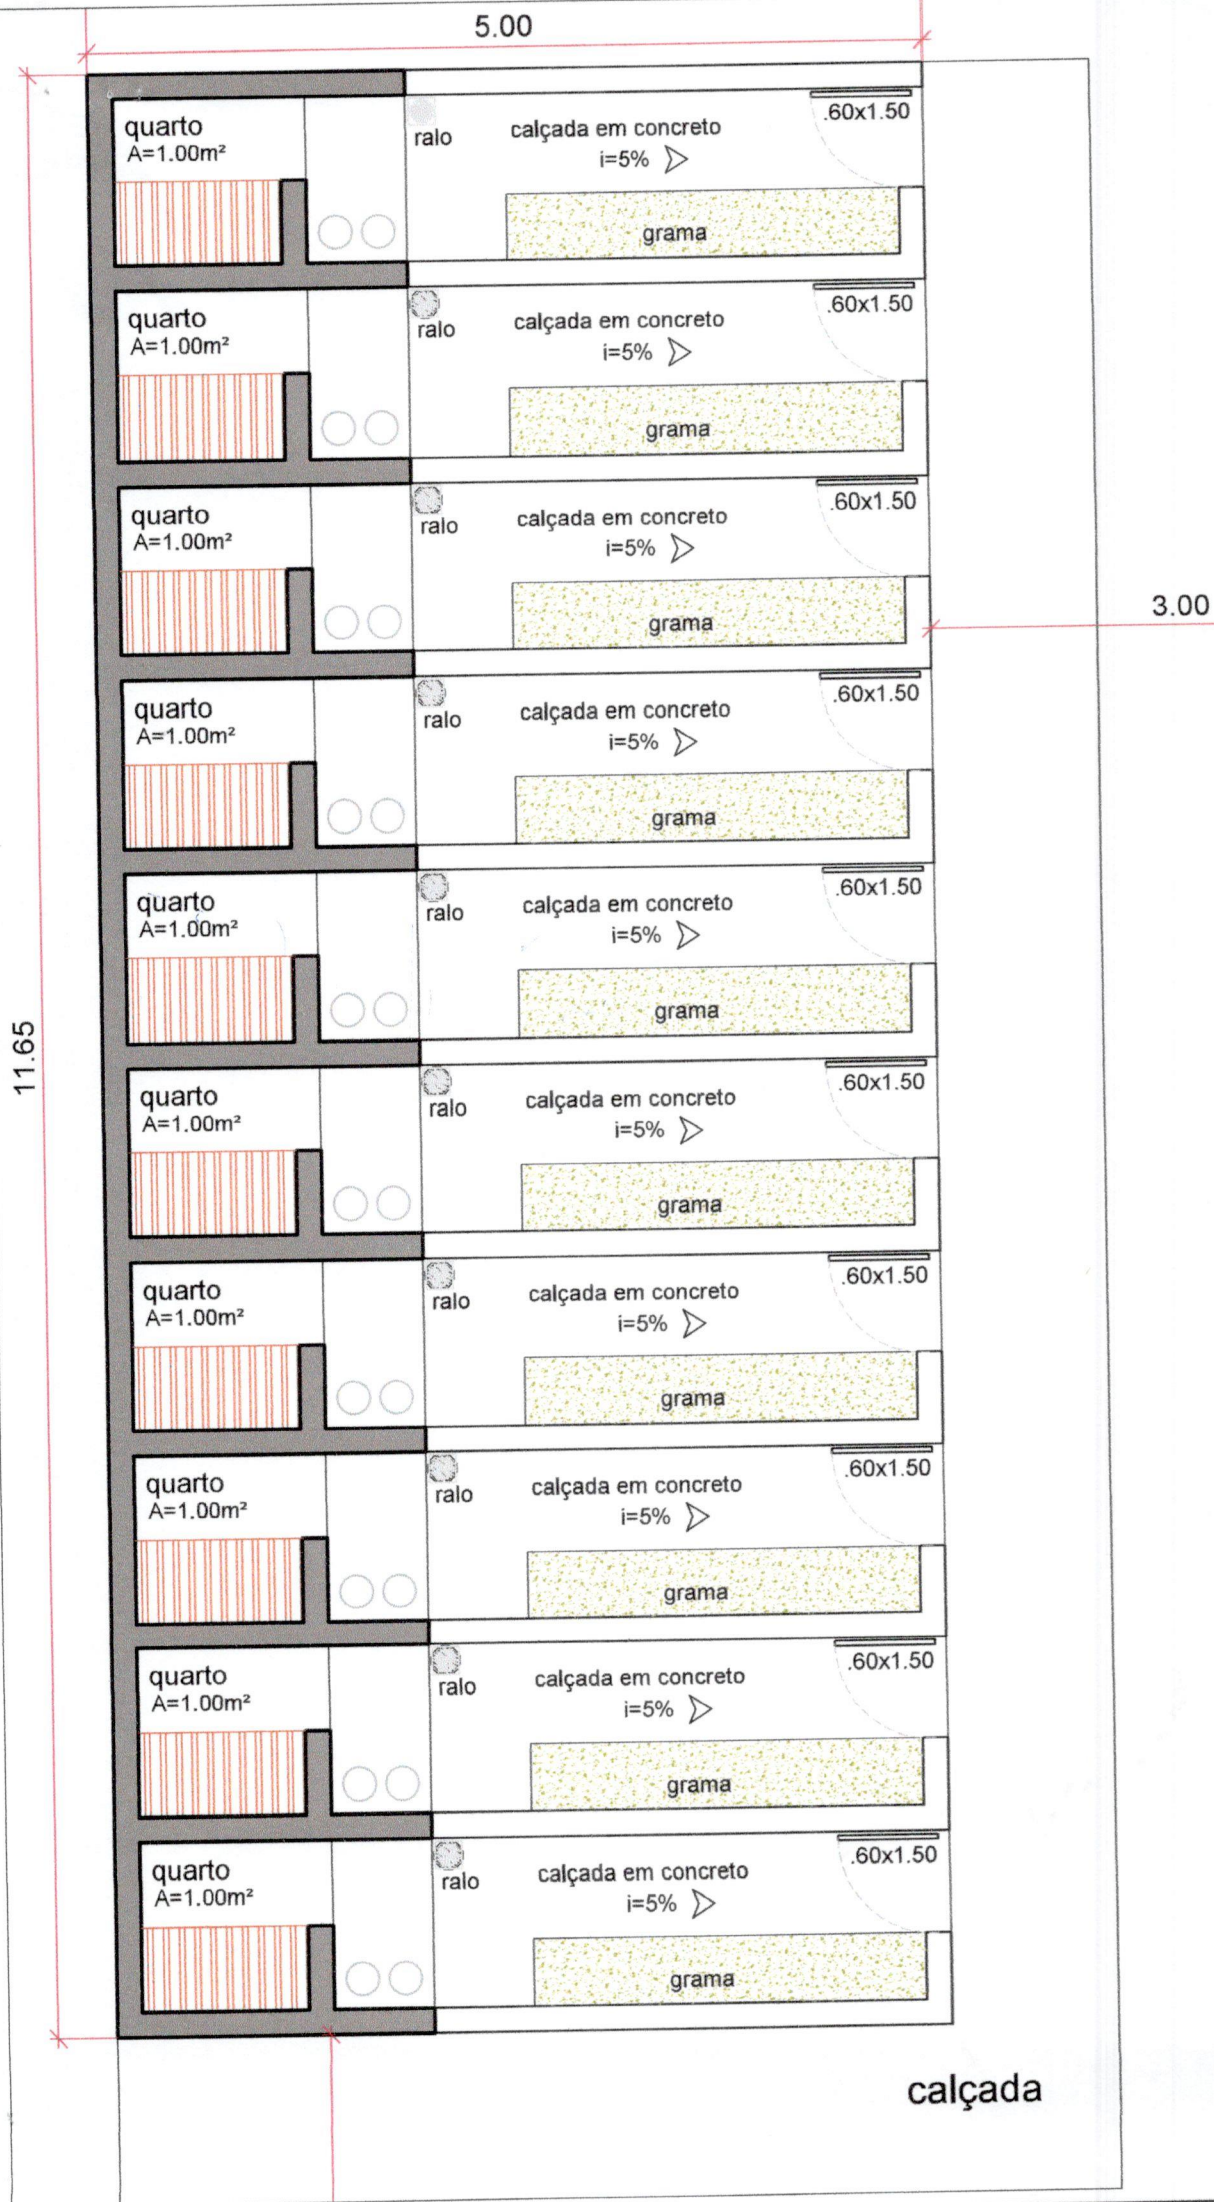 5.00
quarto
A=1.00m²
ralo
calçada em concreto
i=5%
.60x1.50
grama
quarto
A=1.00m²
ralo
calçada em concreto
i=5%
.60x1.50
grama
quarto
A=1.00m²
ralo
calçada em concreto
i=5%
.60x1.50
grama
3.00
quarto
A=1.00m²
ralo
calçada em concreto
i=5%
.60x1.50
grama
quarto
A=1.00m²
ralo
calçada em concreto
i=5%
.60x1.50
grama
11.65
quarto
A=1.00m²
ralo
calçada em concreto
i=5%
.60x1.50
grama
quarto
A=1.00m²
ralo
calçada em concreto
i=5%
.60x1.50
grama
quarto
A=1.00m²
ralo
calçada em concreto
i=5%
.60x1.50
grama
quarto
A=1.00m²
ralo
calçada em concreto
i=5%
.60x1.50
grama
quarto
A=1.00m²
ralo
calçada em concreto
i=5%
.60x1.50
grama
calçada